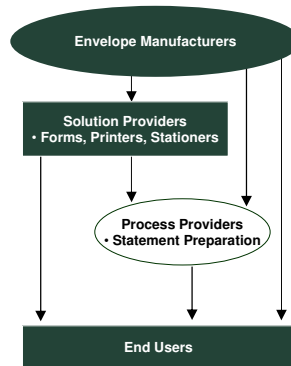 Envelope Manufacturers
Solution Providers
• Forms, Printers, Stationers
Process Providers
• Statement Preparation
End Users